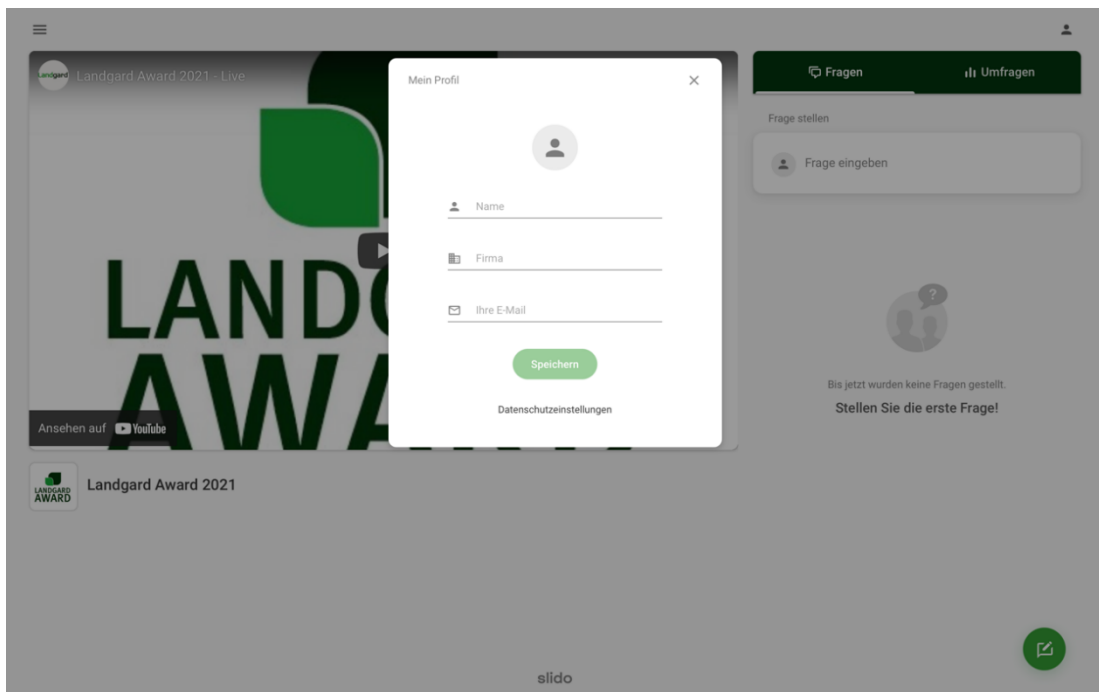 Landgard
Landgard Award 2021 - Live
Mein Profil
Fragen
Umfragen
Frage stellen
Frage eingeben
Name
Firma
Ihre E-Mail
Speichern
Datenschutzeinstellungen
LAND
AWA
Ansehen auf YouTube
?
Bis jetzt wurden keine Fragen gestellt.
Stellen Sie die erste Frage!
LANDGARD
AWARD
Landgard Award 2021
slido